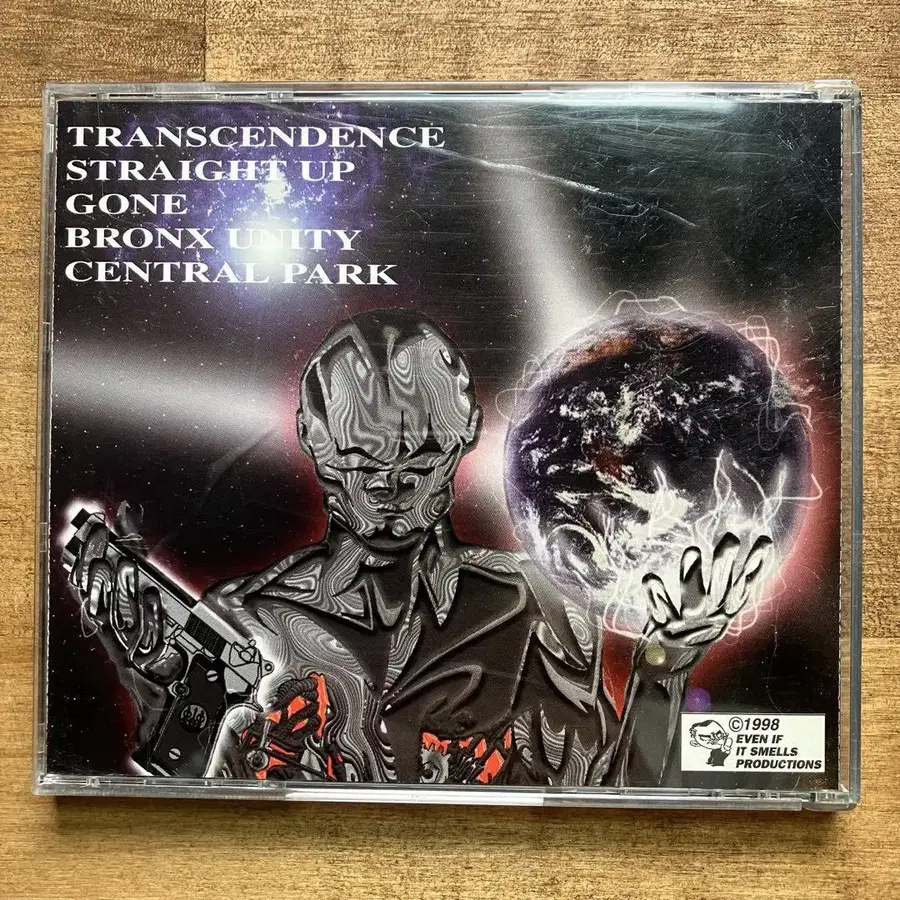 TRANSCENDENCE
STRAIGHT UP
GONE
BRONX UNITY
CENTRAL PARK
©1998
EVEN IF
IT SMELLS
PRODUCTIONS